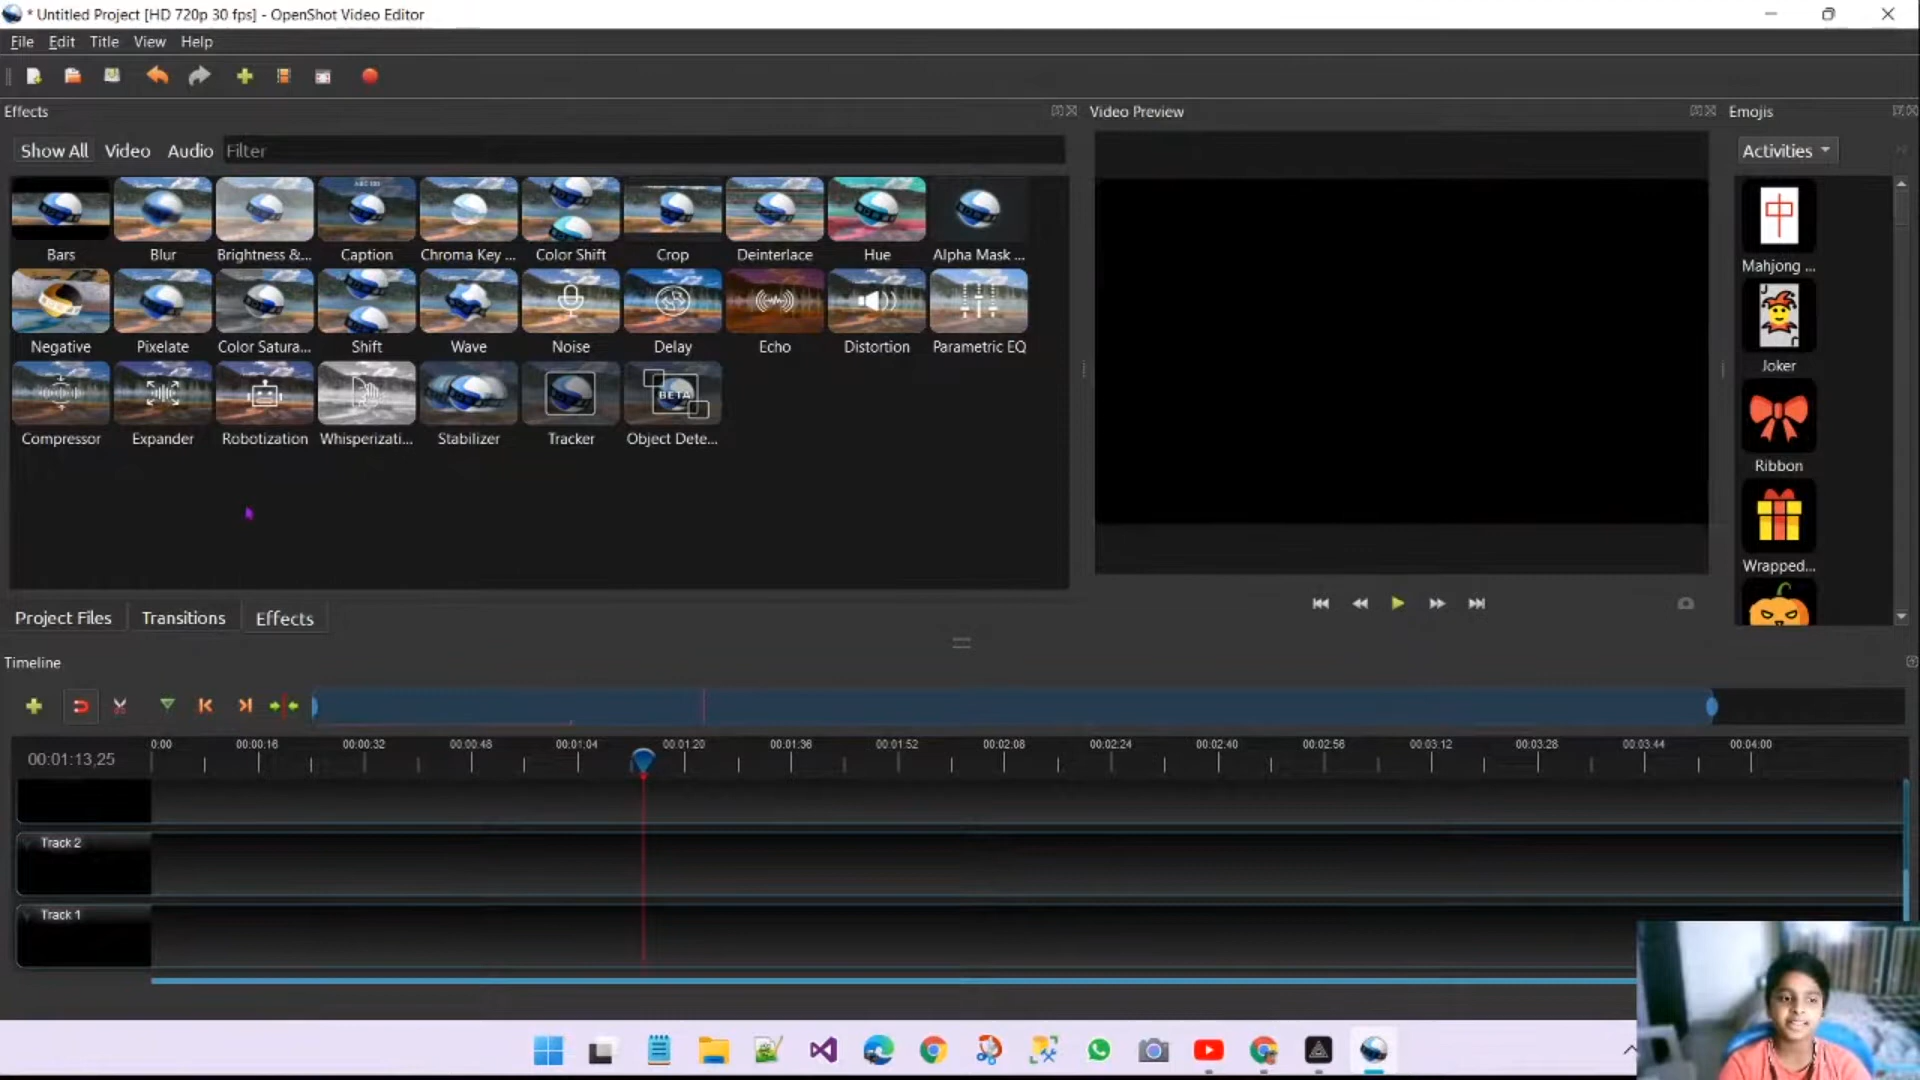 * Untitled Project [HD 720p 30 fps] - OpenShot Video Editor
File Edit Title View Help
Effects
Video Preview
Emojis
Show All Video Audio Filter
Activities
Bars Blur Brightness &... Caption Chroma Key ... Color Shift Crop Deinterlace Hue Alpha Mask ...
Mahjong ...
Negative Pixelate Color Satura... Shift Wave Noise Delay Echo Distortion Parametric EQ
Joker
BETA
Compressor Expander Robotization Whisperizati... Stabilizer Tracker Object Dete...
Ribbon
Wrapped...
Project Files Transitions Effects
Timeline
00:01:13,25
0:00 00:00:16 00:00:32 00:00:48 00:01:04 00:01:20 00:01:36 00:01:52 00:02:08 00:02:24 00:02:40 00:02:56 00:03:12 00:03:28 00:03:44 00:04:00
Track 2
Track 1